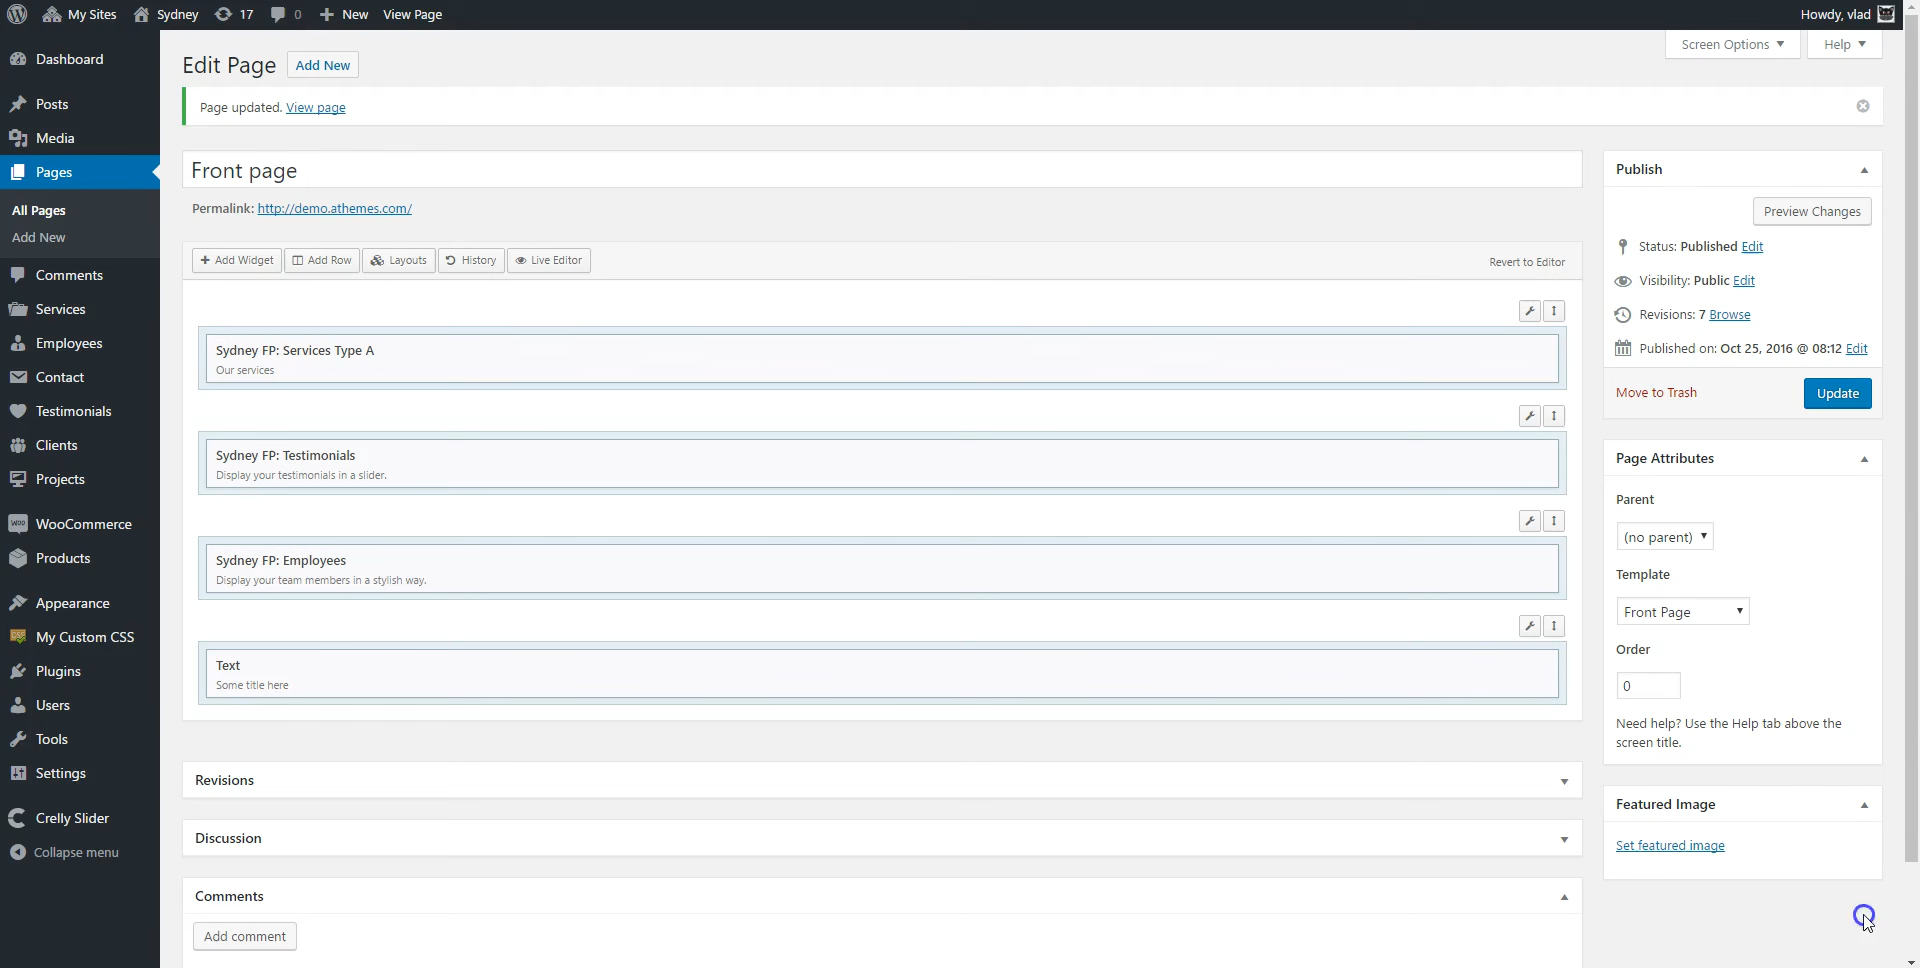 My Sites Sydney 17 0 New View Page Howdy, vlad
Screen Options Help
Dashboard
Posts
Media
Pages
All Pages
Add New
Comments
Services
Employees
Contact
Testimonials
Clients
Projects
WooCommerce
Products
Appearance
My Custom CSS
Plugins
Users
Tools
Settings
Crelly Slider
Collapse menu
Edit Page Add New
Page updated. View page
Front page
Permalink: http://demo.athemes.com/
+ Add Widget Add Row Layouts History Live Editor Revert to Editor
Sydney FP: Services Type A
Our services
Sydney FP: Testimonials
Display your testimonials in a slider.
Sydney FP: Employees
Display your team members in a stylish way.
Text
Some title here
Revisions
Discussion
Comments
Add comment
Publish
Preview Changes
Status: Published Edit
Visibility: Public Edit
Revisions: 7 Browse
Published on: Oct 25, 2016 @ 08:12 Edit
Move to Trash Update
Page Attributes
Parent
(no parent)
Template
Front Page
Order
0
Need help? Use the Help tab above the
screen title.
Featured Image
Set featured image